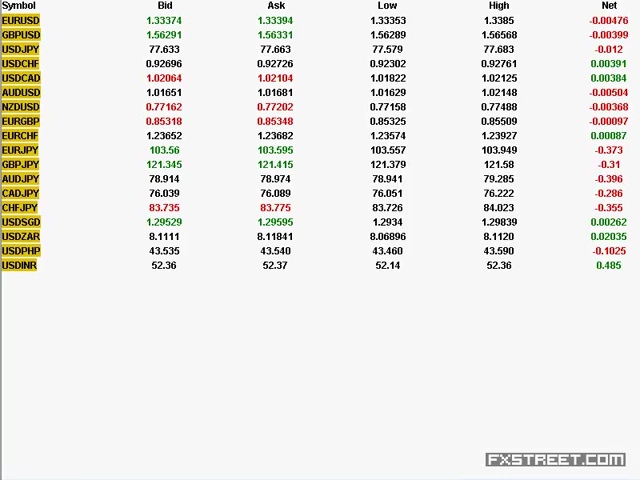 Symbol Bid Ask Low High Net
EURUSD 1.33374 1.33394 1.33353 1.3385 -0.00476
GBPUSD 1.56291 1.56331 1.56289 1.56568 -0.00399
USDJPY 77.633 77.663 77.579 77.683 -0.012
USDCHF 0.92696 0.92726 0.92302 0.92761 0.00391
USDCAD 1.02064 1.02104 1.01822 1.02125 0.00384
AUDUSD 1.01651 1.01681 1.01629 1.02148 -0.00504
NZDUSD 0.77162 0.77202 0.77158 0.77488 -0.00368
EURGBP 0.85318 0.85348 0.85325 0.85509 -0.00097
EURCHF 1.23652 1.23682 1.23574 1.23927 0.00087
EURJPY 103.56 103.595 103.557 103.949 -0.373
GBPJPY 121.345 121.415 121.379 121.58 -0.31
AUDJPY 78.914 78.974 78.941 79.285 -0.396
CADJPY 76.039 76.089 76.051 76.222 -0.286
CHFJPY 83.735 83.775 83.726 84.023 -0.355
USDSGD 1.29529 1.29595 1.2934 1.29839 0.00262
USDZAR 8.1111 8.11841 8.06896 8.1120 0.02035
USDPHP 43.535 43.540 43.460 43.590 -0.1025
USDINR 52.36 52.37 52.14 52.36 0.485
FXSTREET.COM